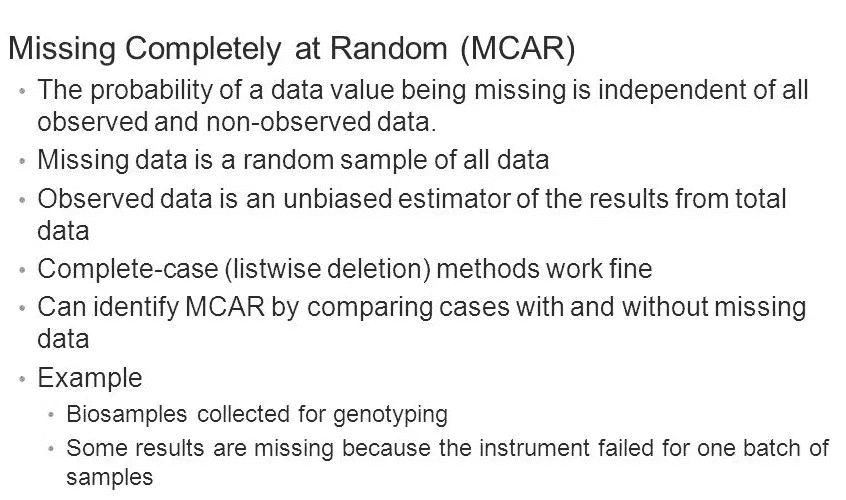 Missing Completely at Random (MCAR)
• The probability of a data value being missing is independent of all
observed and non-observed data.
• Missing data is a random sample of all data
• Observed data is an unbiased estimator of the results from total
data
• Complete-case (listwise deletion) methods work fine
• Can identify MCAR by comparing cases with and without missing
data
• Example
• Biosamples collected for genotyping
• Some results are missing because the instrument failed for one batch of
samples